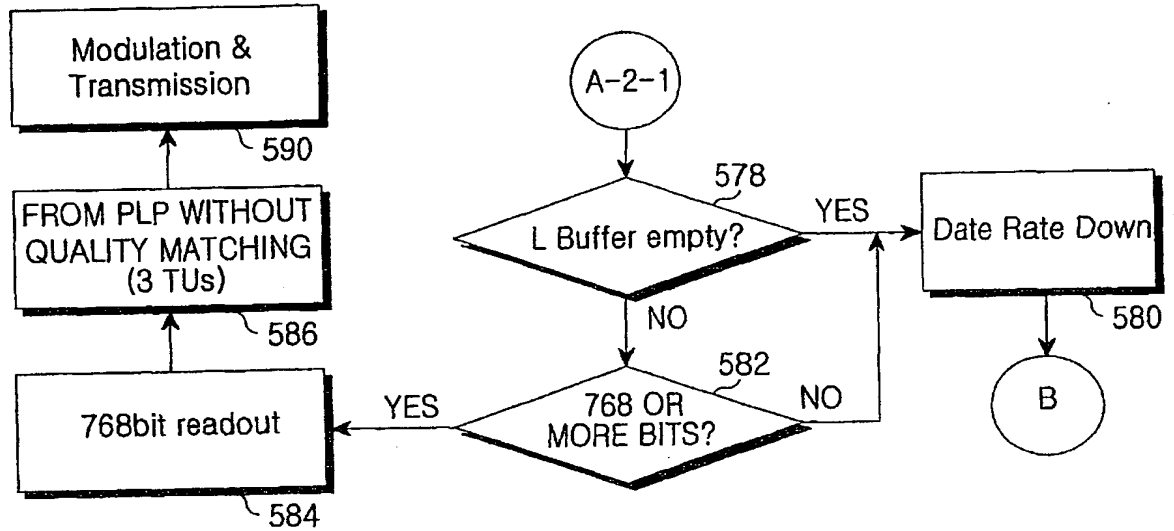 Modulation &
Transmission
590
FROM PLP WITHOUT
QUALITY MATCHING
(3 TUs)
586
768bit readout
584
A-2-1
578
L Buffer empty?
YES
NO
582
768 OR
MORE BITS?
YES
NO
Date Rate Down
580
B